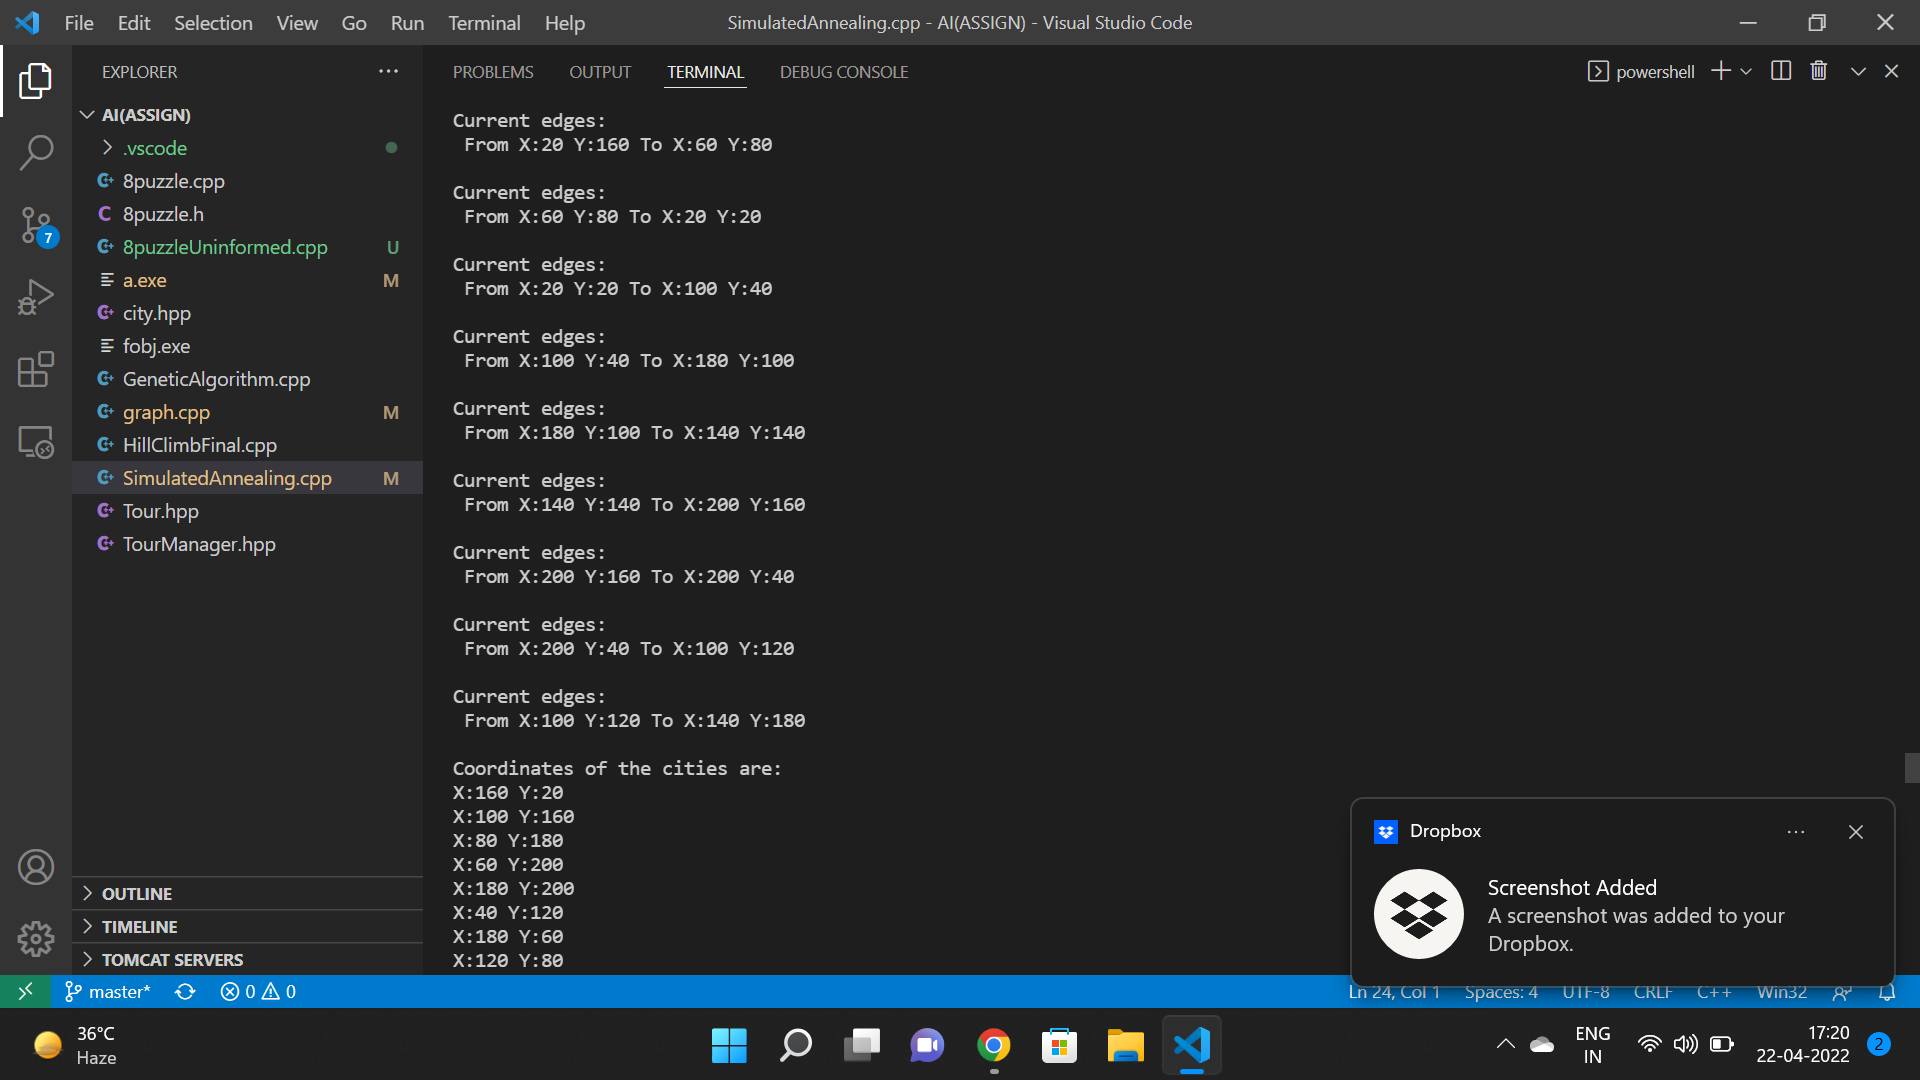 File Edit Selection View Go Run Terminal Help
SimulatedAnnealing.cpp - AI(ASSIGN) - Visual Studio Code
EXPLORER
AI(ASSIGN)
.vscode
8puzzle.cpp
8puzzle.h
8puzzleUninformed.cpp U
a.exe M
city.hpp
fobj.exe
GeneticAlgorithm.cpp
graph.cpp M
HillClimbFinal.cpp
SimulatedAnnealing.cpp M
Tour.hpp
TourManager.hpp
OUTLINE
TIMELINE
TOMCAT SERVERS
7
PROBLEMS OUTPUT TERMINAL DEBUG CONSOLE
powershell
Current edges:
From X:20 Y:160 To X:60 Y:80
Current edges:
From X:60 Y:80 To X:20 Y:20
Current edges:
From X:20 Y:20 To X:100 Y:40
Current edges:
From X:100 Y:40 To X:180 Y:100
Current edges:
From X:180 Y:100 To X:140 Y:140
Current edges:
From X:140 Y:140 To X:200 Y:160
Current edges:
From X:200 Y:160 To X:200 Y:40
Current edges:
From X:200 Y:40 To X:100 Y:120
Current edges:
From X:100 Y:120 To X:140 Y:180
Coordinates of the cities are:
X:160 Y:20
X:100 Y:160
X:80 Y:180
X:60 Y:200
X:180 Y:200
X:40 Y:120
X:180 Y:60
X:120 Y:80
Dropbox
Screenshot Added
A screenshot was added to your
Dropbox.
master* 0 0
Ln 24, Col 1 Spaces: 4 UTF-8 CRLF C++ Win32
36°C
Haze
ENG
IN
17:20
22-04-2022
2